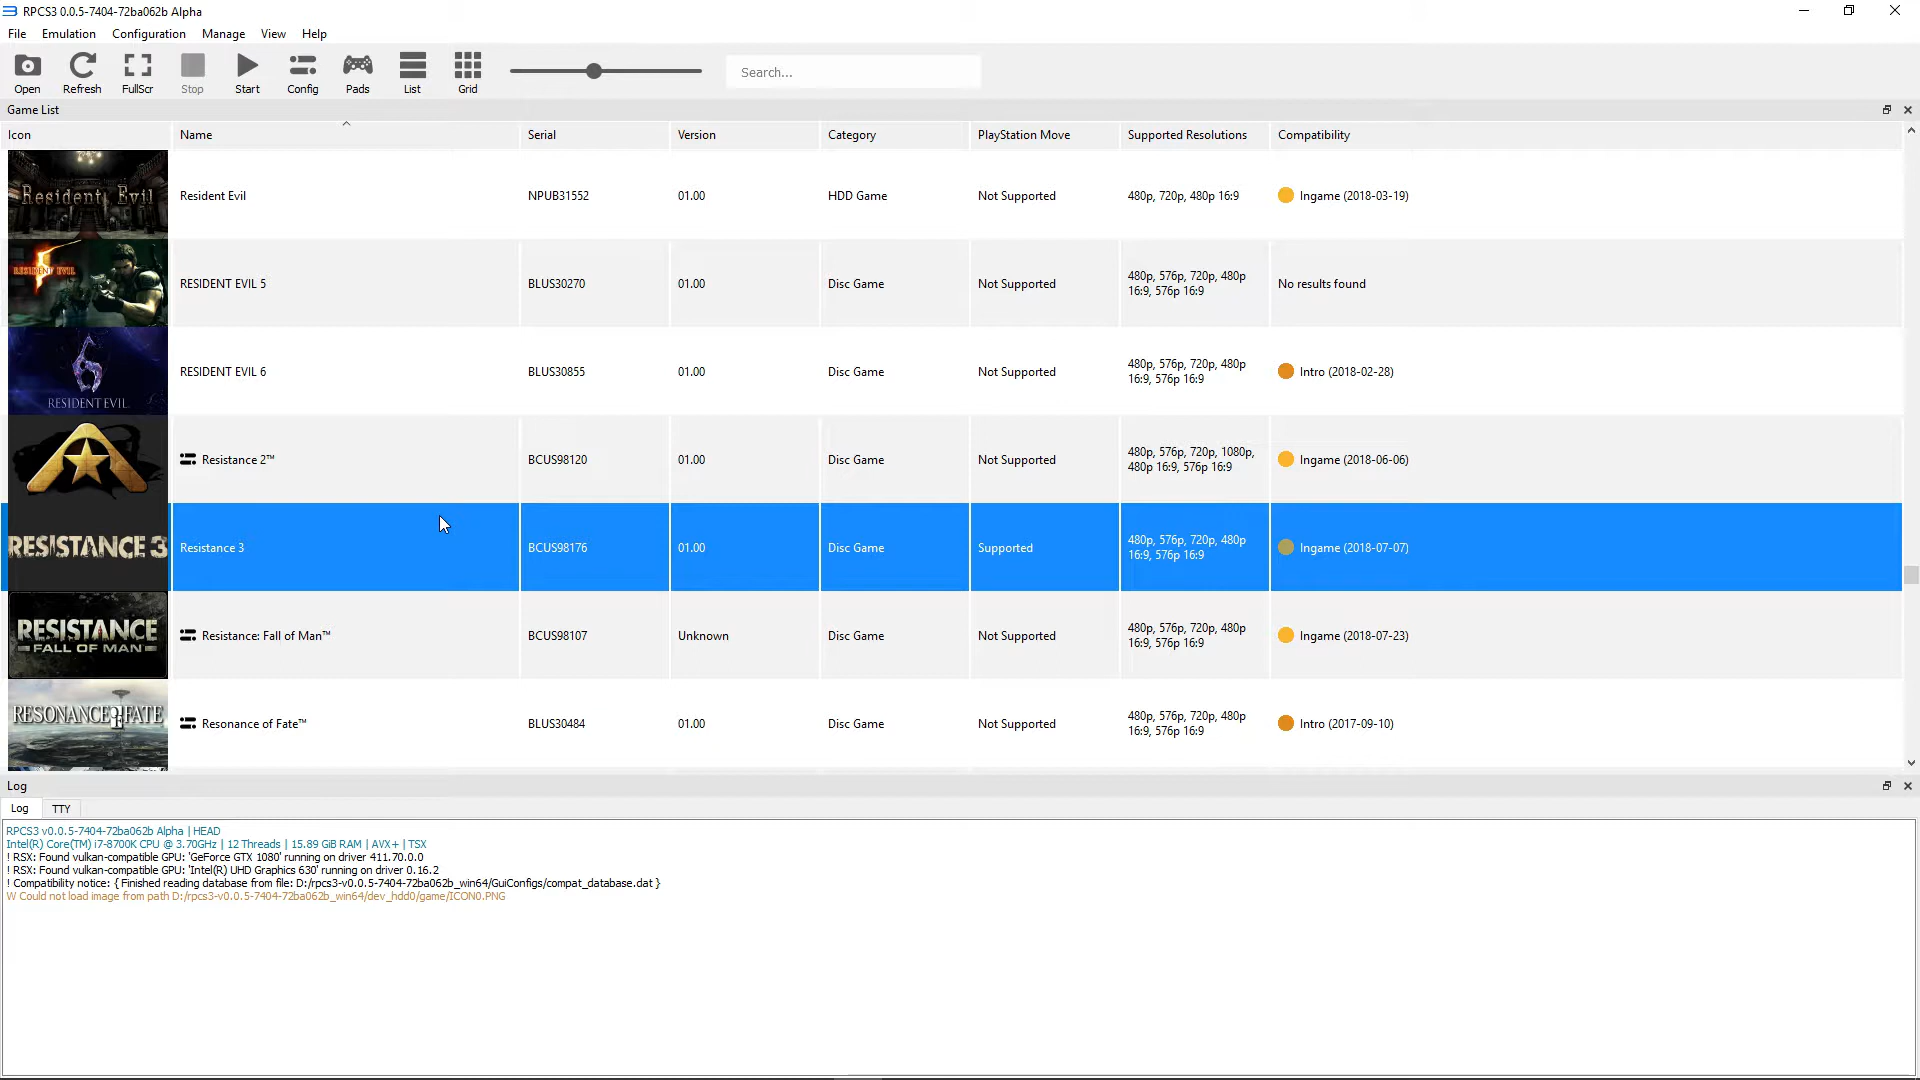 RPCS3 0.0.5-7404-72ba062b Alpha
File Emulation Configuration Manage View Help
Open Refresh FullScr Stop Start Config Pads List Grid Search...
Game List
Icon Name Serial Version Category PlayStation Move Supported Resolutions Compatibility
Resident Evil Resident Evil NPUB31552 01.00 HDD Game Not Supported 480p, 720p, 480p 16:9 Ingame (2018-03-19)
5 RESIDENT EVIL RESIDENT EVIL 5 BLUS30270 01.00 Disc Game Not Supported 480p, 576p, 720p, 480p
16:9, 576p 16:9 No results found
6 RESIDENT EVIL RESIDENT EVIL 6 BLUS30855 01.00 Disc Game Not Supported 480p, 576p, 720p, 480p
16:9, 576p 16:9 Intro (2018-02-28)
Resistance 2™ BCUS98120 01.00 Disc Game Not Supported 480p, 576p, 720p, 1080p,
480p 16:9, 576p 16:9 Ingame (2018-06-06)
RESISTANCE 3 Resistance 3 BCUS98176 01.00 Disc Game Supported 480p, 576p, 720p, 480p
16:9, 576p 16:9 Ingame (2018-07-07)
RESISTANCE
FALL OF MAN Resistance: Fall of Man™ BCUS98107 Unknown Disc Game Not Supported 480p, 576p, 720p, 480p
16:9, 576p 16:9 Ingame (2018-07-23)
RESONANCE OF FATE Resonance of Fate™ BLUS30484 01.00 Disc Game Not Supported 480p, 576p, 720p, 480p
16:9, 576p 16:9 Intro (2017-09-10)
Log
Log TTY
RPCS3 v0.0.5-7404-72ba062b Alpha | HEAD
Intel(R) Core(TM) i7-8700K CPU @ 3.70GHz | 12 Threads | 15.89 GiB RAM | AVX+ | TSX
! RSX: Found vulkan-compatible GPU: 'GeForce GTX 1080' running on driver 411.70.0.0
! RSX: Found vulkan-compatible GPU: 'Intel(R) UHD Graphics 630' running on driver 0.16.2
! Compatibility notice: { Finished reading database from file: D:/rpcs3-v0.0.5-7404-72ba062b_win64/GuiConfigs/compat_database.dat }
W Could not load image from path D:/rpcs3-v0.0.5-7404-72ba062b_win64/dev_hdd0/game/ICON0.PNG